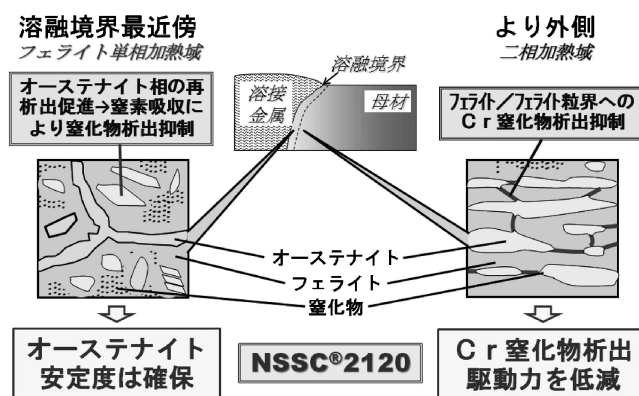 溶融境界最近傍
フェライト単相加熱域
オーステナイト相の再
析出促進→窒素吸収に
より窒化物析出抑制
溶融境界
溶接
金属
母材
より外側
二相加熱域
フェライト／フェライト粒界への
Cr窒化物析出抑制
オーステナイト
フェライト
窒化物
オーステナイト
安定度は確保
NSSC®2120
Cr窒化物析出
駆動力を低減